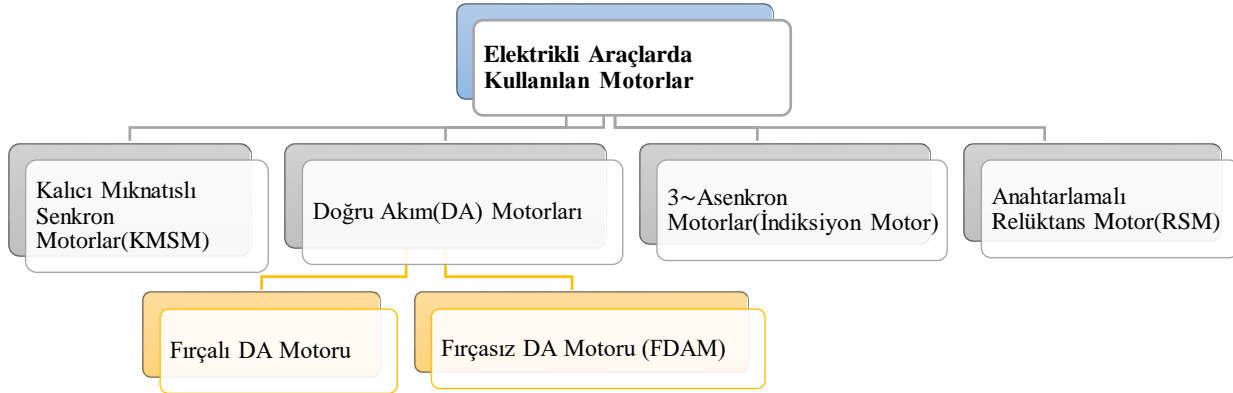 Elektrikli Araçlarda
Kullanılan Motorlar
Kalıcı Mıknatıslı
Senkron
Motorlar(KMSM)
Doğru Akım(DA) Motorları
3~Asenkron
Motorlar(İndiksiyon Motor)
Anahtarlamalı
Relüktans Motor(RSM)
Fırçalı DA Motoru
Fırçasız DA Motoru (FDAM)